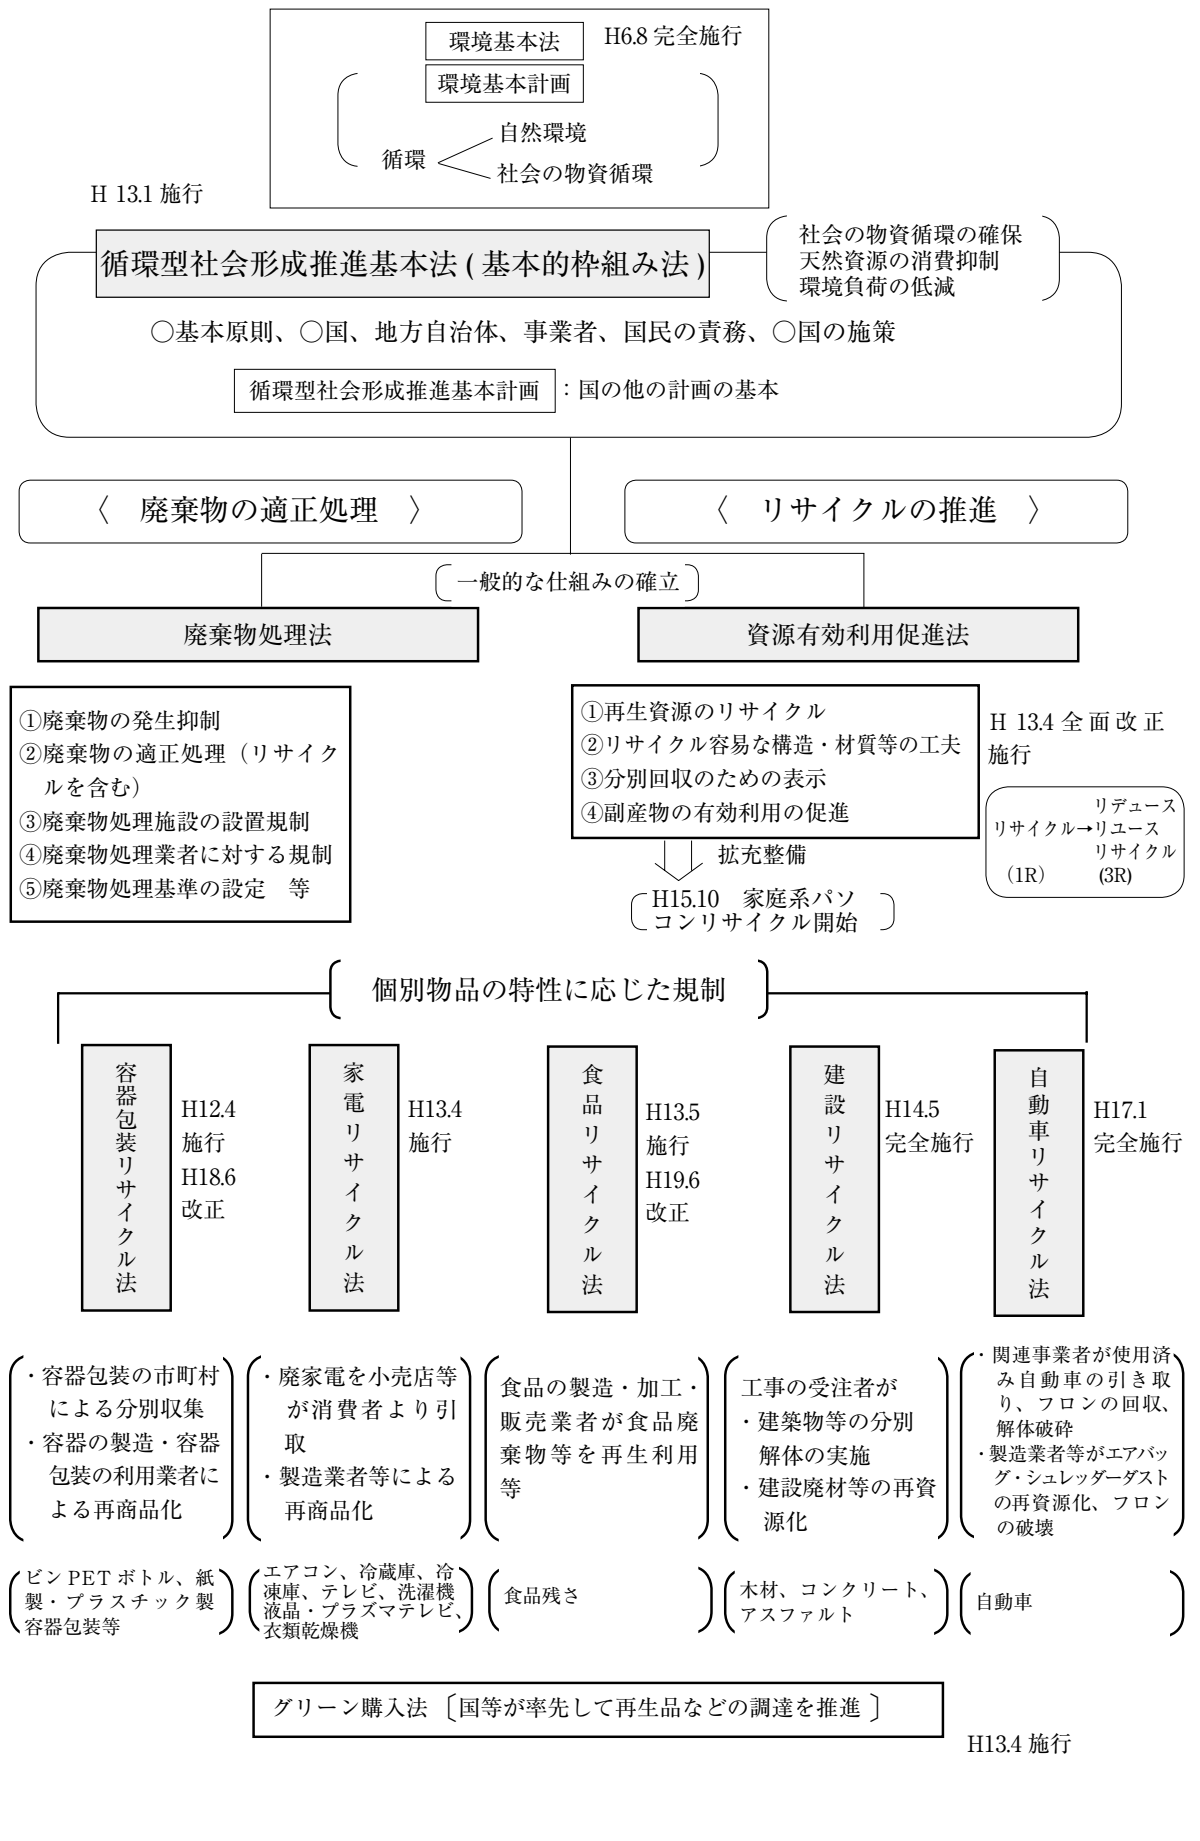 環境基本法
H6.8 完全施行
環境基本計画
循環
自然環境
社会の物資循環
H 13.1 施行
循環型社会形成推進基本法 ( 基本的枠組み法 )
社会の物資循環の確保
天然資源の消費抑制
環境負荷の低減
○基本原則、○国、地方自治体、事業者、国民の責務、○国の施策
循環型社会形成推進基本計画
：国の他の計画の基本
〈　廃棄物の適正処理　〉
〈　リサイクルの推進　〉
一般的な仕組みの確立
廃棄物処理法
資源有効利用促進法
①廃棄物の発生抑制
②廃棄物の適正処理（リサイク
ルを含む）
③廃棄物処理施設の設置規制
④廃棄物処理業者に対する規制
⑤廃棄物処理基準の設定　等
①再生資源のリサイクル
②リサイクル容易な構造・材質等の工夫
③分別回収のための表示
④副産物の有効利用の促進
H 13.4 全面改正
施行
リデュース
リサイクル→リユース
リサイクル
（1R）
(3R)
拡充整備
H15.10　家庭系パソ
コンリサイクル開始
個別物品の特性に応じた規制
容器包装リサイクル法
H12.4
施行
H18.6
改正
家電リサイクル法
H13.4
施行
食品リサイクル法
H13.5
施行
H19.6
改正
建設リサイクル法
H14.5
完全施行
自動車リサイクル法
H17.1
完全施行
・容器包装の市町村
による分別収集
・容器の製造・容器
包装の利用業者に
よる再商品化
・廃家電を小売店等
が消費者より引
取
・製造業者等による
再商品化
食品の製造・加工・
販売業者が食品廃
棄物等を再生利用
等
工事の受注者が
・建築物等の分別
解体の実施
・建設廃材等の再資
源化
・関連事業者が使用済
み自動車の引き取
り、フロンの回収、
解体破砕
・製造業者等がエアバッ
グ・シュレッダーダスト
の再資源化、フロン
の破壊
ビン PET ボトル、紙
製・プラスチック製
容器包装等
エアコン、冷蔵庫、冷
凍庫、テレビ、洗濯機
液晶・プラズマテレビ、
衣類乾燥機
食品残さ
木材、コンクリート、
アスファルト
自動車
グリーン購入法 〔国等が率先して再生品などの調達を推進 〕
H13.4 施行